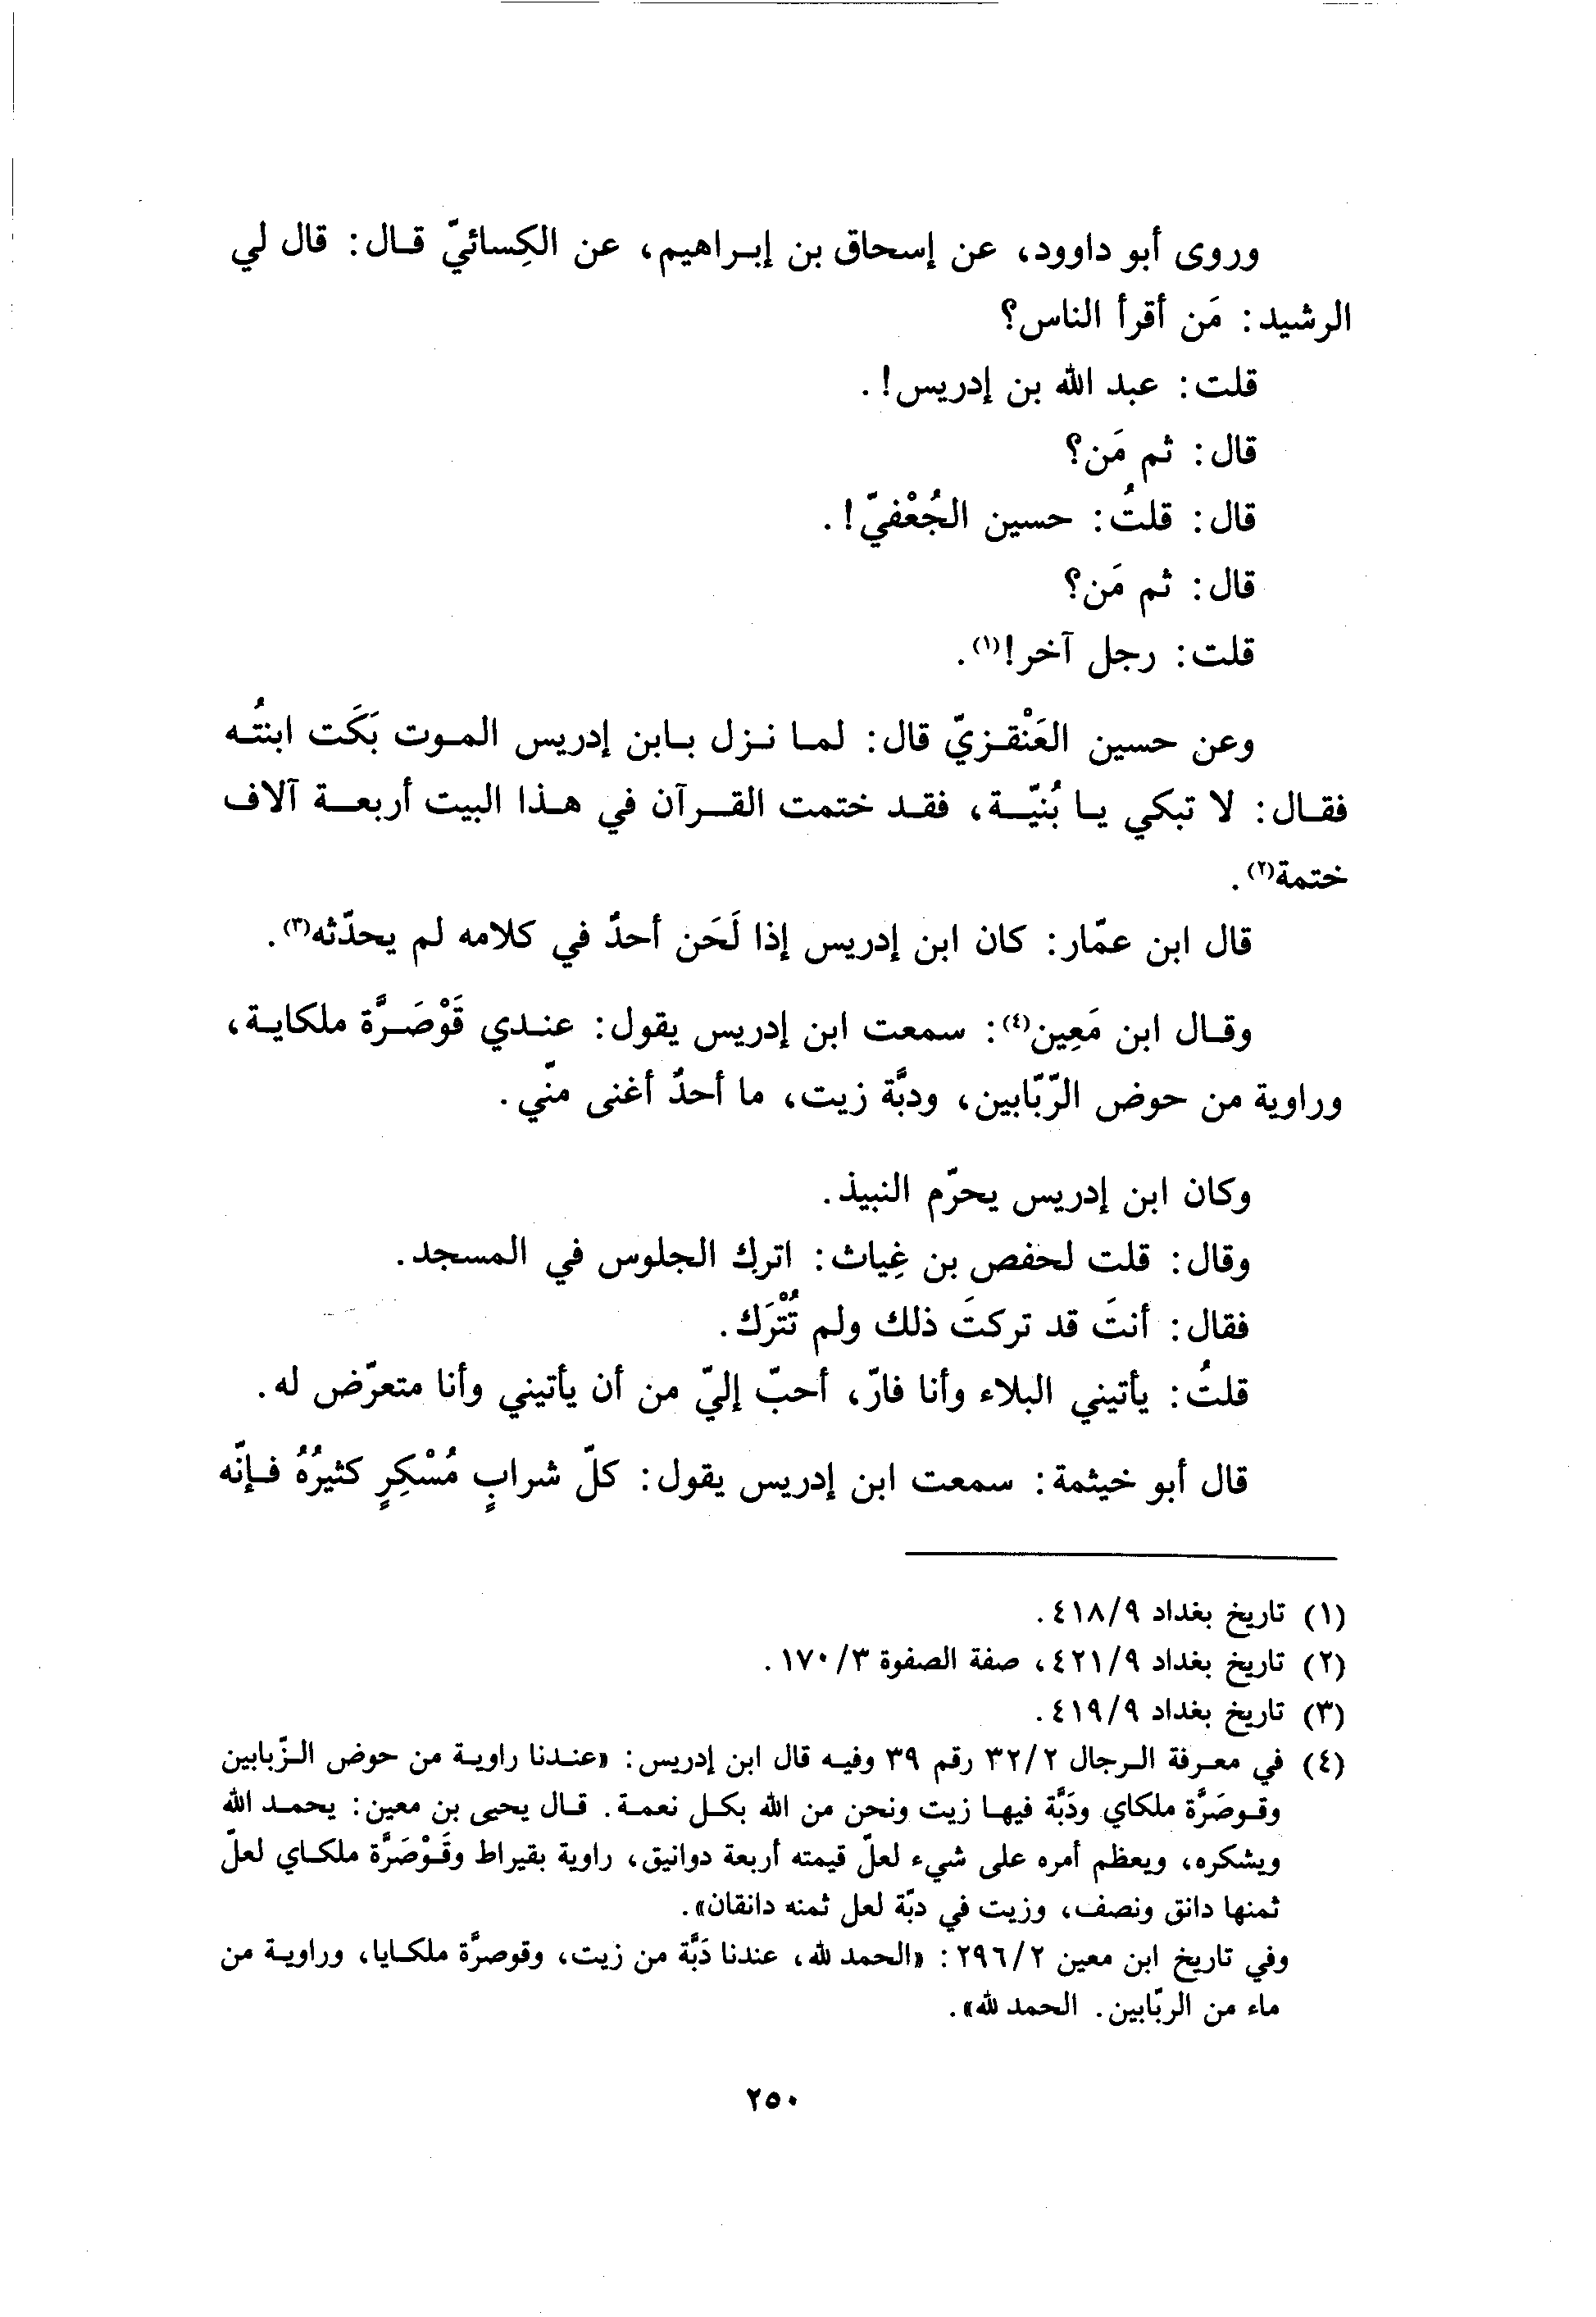 وروى أبو داوود، عن إسحاق بن إبراهيم، عن الكِسائيّ قال: قال لي
الرشيد: مَن أقرأ الناس؟
قلت: عبد الله بن إدريس!.
قال: ثم مَن؟
قال: قلتُ: حسين الجُعْفيّ!.
قال: ثم مَن؟
قلت: رجل آخر!(١).
وعن حسين العَنْقزيّ قال: لما نزل بابن إدريس الموت بَكَت ابنتُه
فقال: لا تبكي يا بُنيّة، فقد ختمت القرآن في هذا البيت أربعة آلاف
ختمة(٢).
قال ابن عمّار: كان ابن إدريس إذا لَحَن أحدٌ في كلامه لم يحدّثه(٣).
وقال ابن مَعِين(٤): سمعت ابن إدريس يقول: عندي قَوْصَرَّة ملكاية،
وراوية من حوض الرّبّابين، ودبَّة زيت، ما أحدٌ أغنى منّي.
وكان ابن إدريس يحرّم النبيذ.
وقال: قلت لحفص بن غِياث: اترك الجلوس في المسجد.
فقال: أنتَ قد تركتَ ذلك ولم تُتْرَك.
قلتُ: يأتيني البلاء وأنا فارّ، أحبّ إليّ من أن يأتيني وأنا متعرّض له.
قال أبو خيثمة: سمعت ابن إدريس يقول: كلّ شرابٍ مُسْكِرٍ كثيرُهُ فإنّه
(١) تاريخ بغداد ٤١٨/٩.
(٢) تاريخ بغداد ٤٢١/٩، صفة الصفوة ١٧٠/٣.
(٣) تاريخ بغداد ٤١٩/٩.
(٤) في معرفة الرجال ٣٢/٢ رقم ٣٩ وفيه قال ابن إدريس: «عندنا راوية من حوض الزّبابين
وقوصَرَّة ملكاي ودَبَّة فيها زيت ونحن من الله بكل نعمة. قال يحيى بن معين: يحمد الله
ويشكره، ويعظم أمره على شيء لعلّ قيمته أربعة دوانيق، راوية بقيراط وقَوْصَرَّة ملكاي لعلّ
ثمنها دانق ونصف، وزيت في دبّة لعل ثمنه دانقان».
وفي تاريخ ابن معين ٢٩٦/٢: «الحمد لله، عندنا دَبَّة من زيت، وقوصرَّة ملكايا، وراوية من
ماء من الربّابين. الحمد لله».
٢٥٠